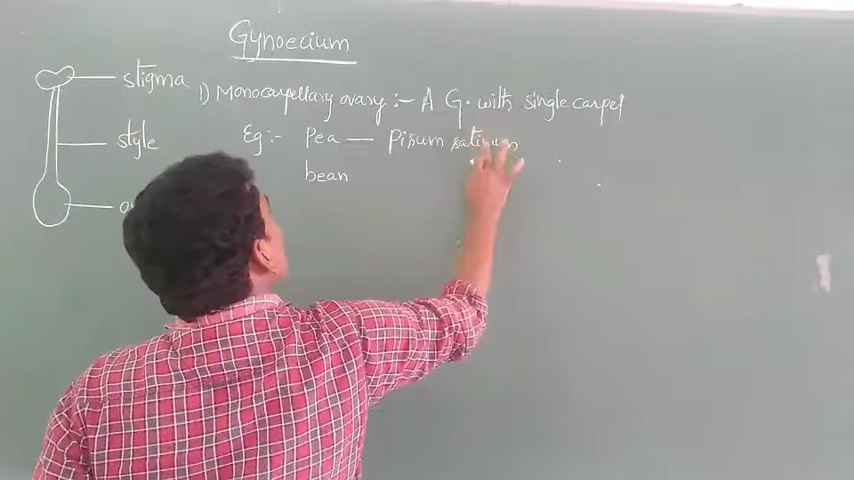 Gynoecium
stigma
1) Monocarpellary ovary :- A G. with single carpel
style
Eg :- Pea — Pisum
bean